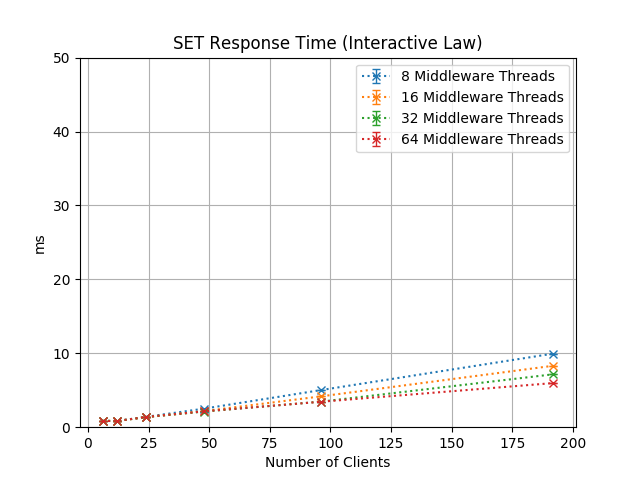 SET Response Time (Interactive Law)
50
40
30
20
10
0
ms
8 Middleware Threads
16 Middleware Threads
32 Middleware Threads
64 Middleware Threads
0 25 50 75 100 125 150 175 200
Number of Clients